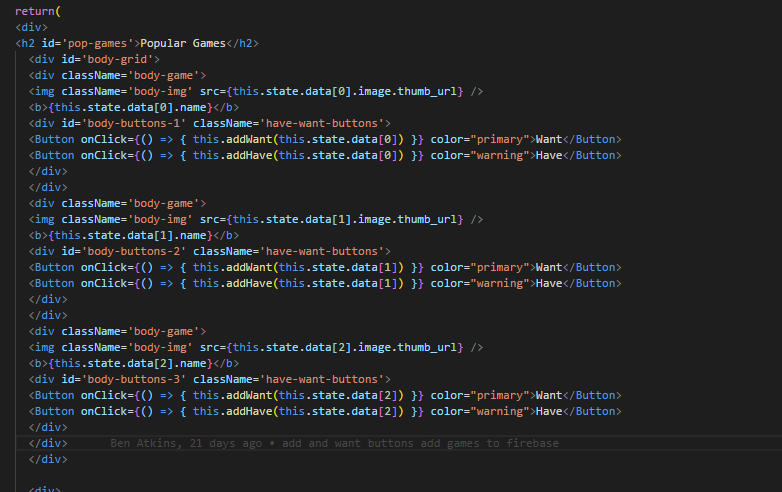 return(
<div>
<h2 id='pop-games'>Popular Games</h2>
<div id='body-grid'>
<div className='body-game'>
<img className='body-img' src={this.state.data[0].image.thumb_url} />
<b>{this.state.data[0].name}</b>
<div id='body-buttons-1' className='have-want-buttons'>
<Button onClick={() => { this.addWant(this.state.data[0]) }} color="primary">Want</Button>
<Button onClick={() => { this.addHave(this.state.data[0]) }} color="warning">Have</Button>
</div>
</div>
<div className='body-game'>
<img className='body-img' src={this.state.data[1].image.thumb_url} />
<b>{this.state.data[1].name}</b>
<div id='body-buttons-2' className='have-want-buttons'>
<Button onClick={() => { this.addWant(this.state.data[1]) }} color="primary">Want</Button>
<Button onClick={() => { this.addHave(this.state.data[1]) }} color="warning">Have</Button>
</div>
</div>
<div className='body-game'>
<img className='body-img' src={this.state.data[2].image.thumb_url} />
<b>{this.state.data[2].name}</b>
<div id='body-buttons-3' className='have-want-buttons'>
<Button onClick={() => { this.addWant(this.state.data[2]) }} color="primary">Want</Button>
<Button onClick={() => { this.addHave(this.state.data[2]) }} color="warning">Have</Button>
</div>
</div> Ben Atkins, 21 days ago • add and want buttons add games to firebase
</div>
<div>